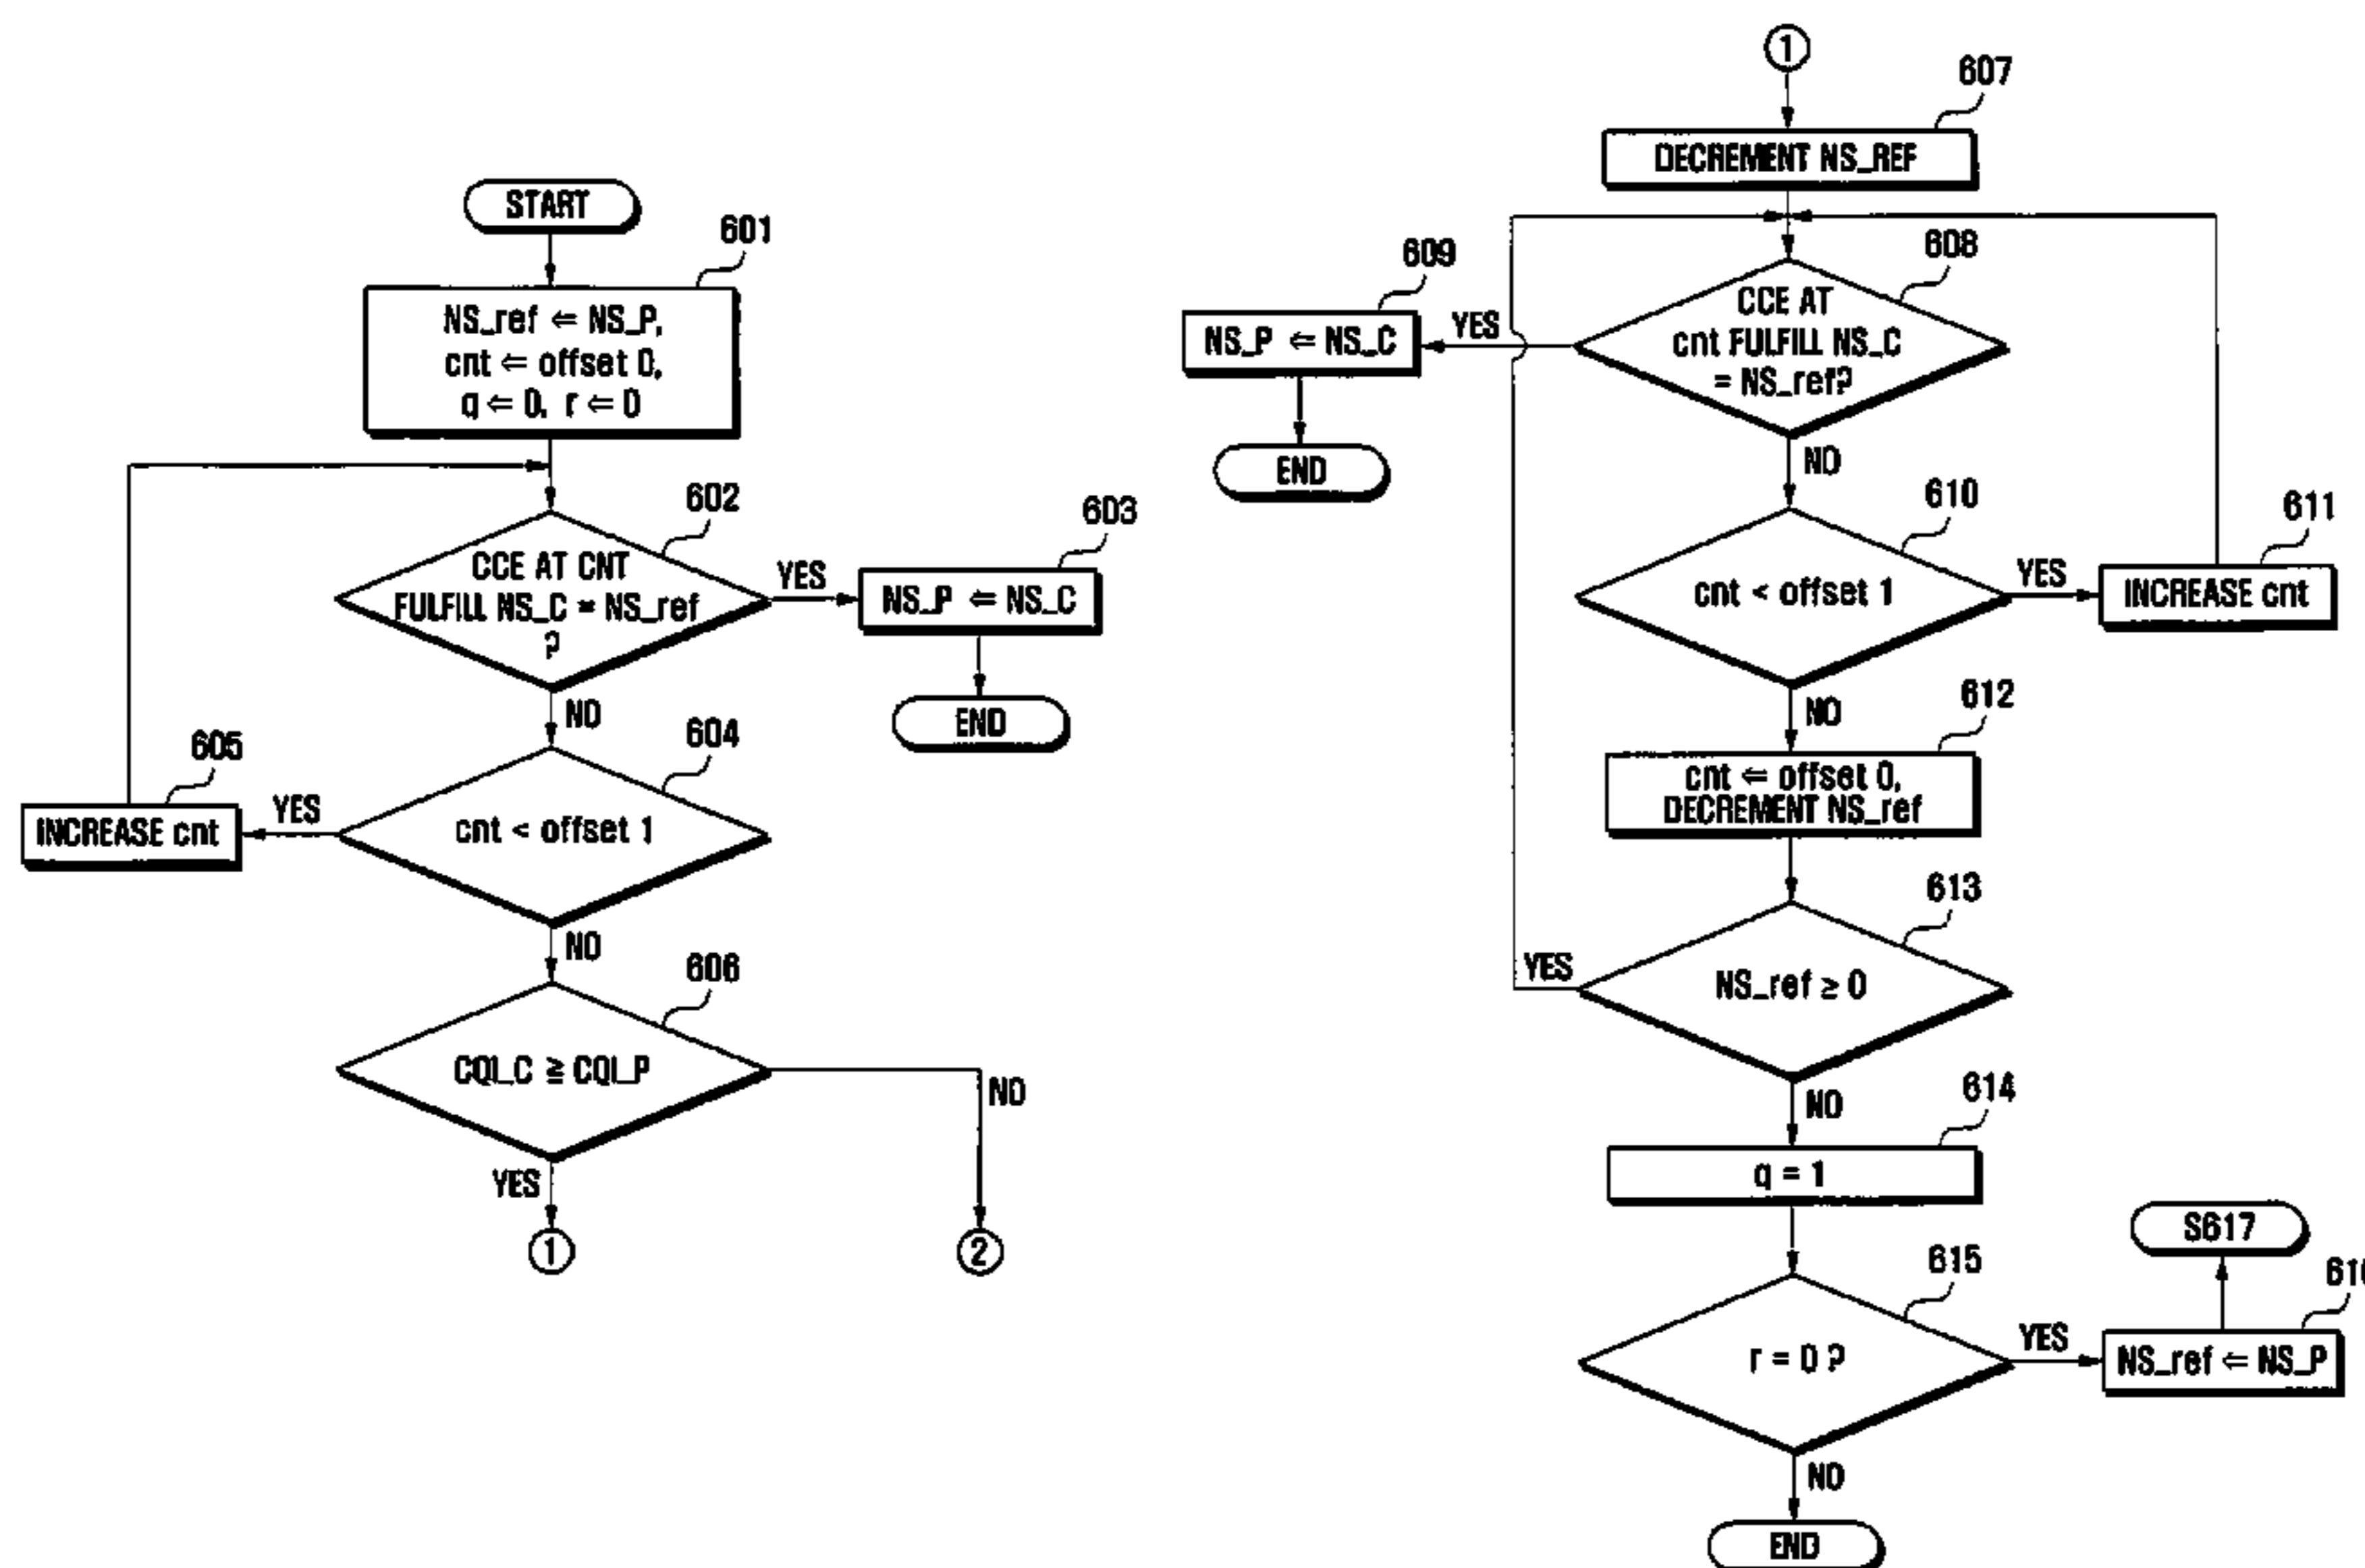 START
601
NS_ref ⇐ NS_P,
cnt ⇐ offset 0,
q ⇐ 0, r ⇐ 0
602
CCE AT CNT
FULFILL NS_C = NS_ref
?
YES
603
NS_P ⇐ NS_C
END
NO
604
cnt < offset 1
YES
605
INCREASE cnt
NO
606
CQI_C ≧ CQI_P
NO
YES
1
2
1
607
DECREMENT NS_REF
608
CCE AT
cnt FULFILL NS_C
= NS_ref?
YES
609
NS_P ⇐ NS_C
END
NO
610
cnt < offset 1
YES
611
INCREASE cnt
NO
612
cnt ⇐ offset 0,
DECREMENT NS_ref
613
NS_ref ≥ 0
YES
NO
614
q = 1
615
r = 0 ?
YES
NS_ref ⇐ NS_P
S617
NO
END